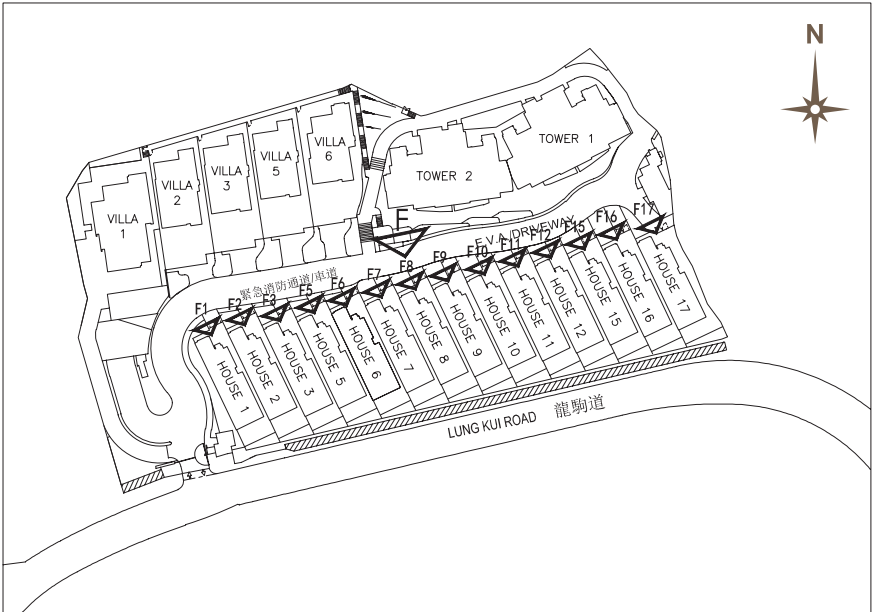 N
TOWER 1
VILLA
6
VILLA
5
VILLA
3
VILLA
2
VILLA
1
TOWER 2
F
E.V.A./DRIVEWAY
緊急消防通道/車道
F1
F2
F3
F5
F6
F7
F8
F9
F10
F11
F12
F15
F16
F17
HOUSE 1
HOUSE 2
HOUSE 3
HOUSE 5
HOUSE 6
HOUSE 7
HOUSE 8
HOUSE 9
HOUSE 10
HOUSE 11
HOUSE 12
HOUSE 15
HOUSE 16
HOUSE 17
LUNG KUI ROAD 龍駒道